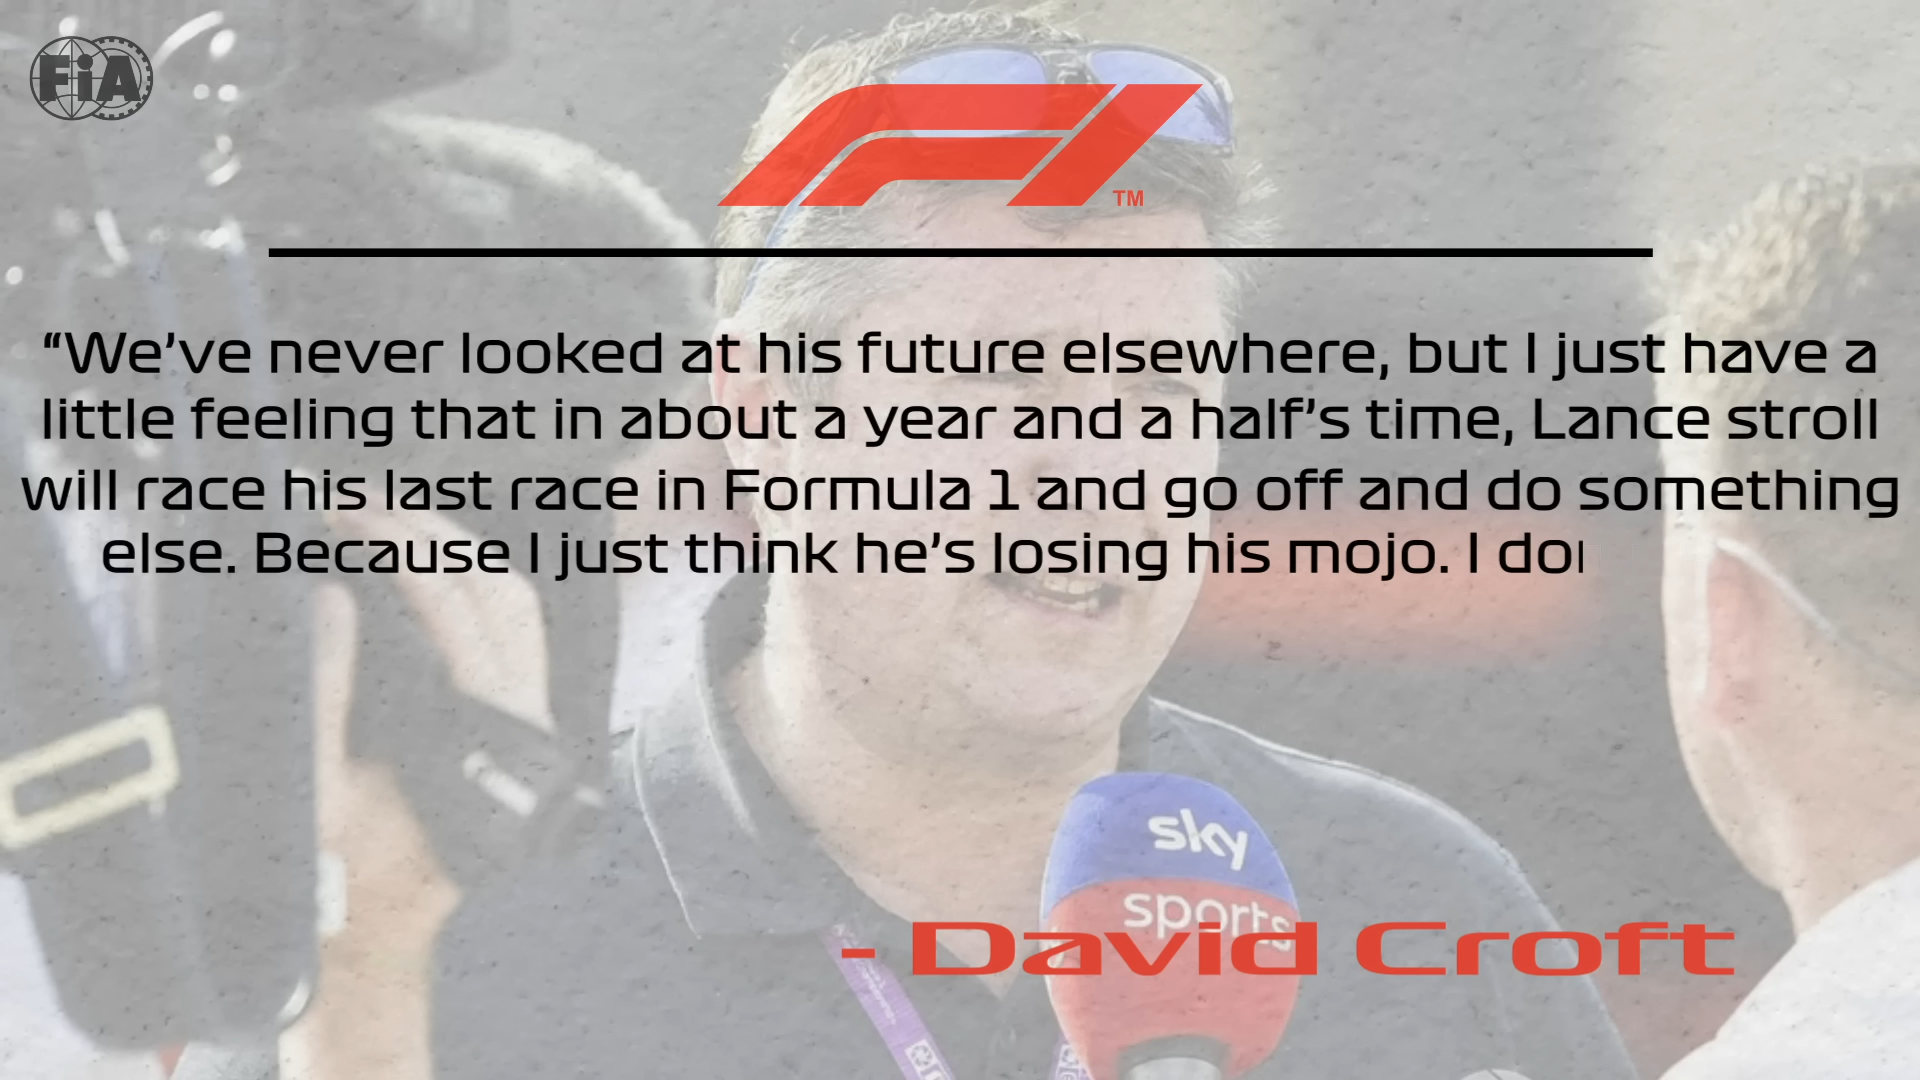 FiA
F1
TM
“We’ve never looked at his future elsewhere, but I just have a
little feeling that in about a year and a half’s time, Lance stroll
will race his last race in Formula 1 and go off and do something
else. Because I just think he’s losing his mojo. I do
sky
sports
- David Croft